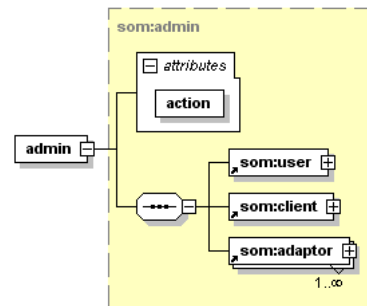 som:admin
attributes
action
admin
som:user
som:client
som:adaptor
1..∞